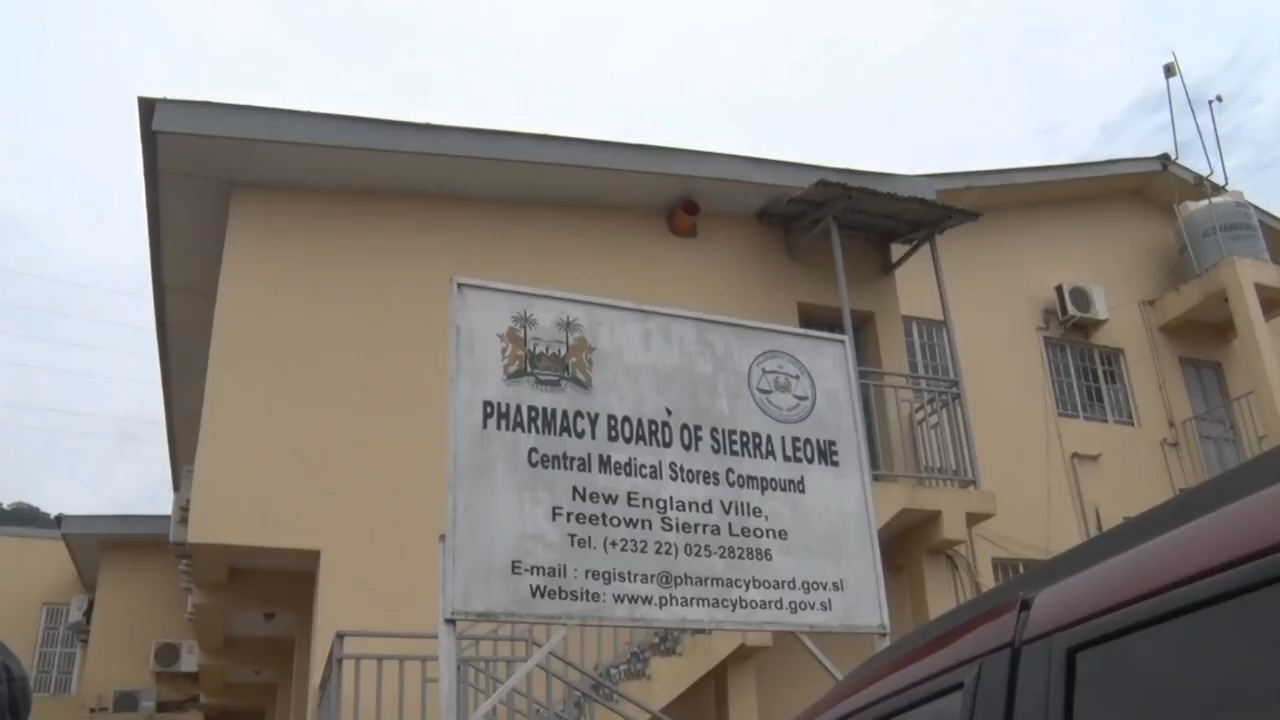 PHARMACY BOARD OF SIERRA LEONE
Central Medical Stores Compound
New England Ville,
Freetown Sierra Leone
Tel. (+232 22) 025-282886
E-mail : registrar@pharmacyboard.gov.sl
Website: www.pharmacyboard.gov.sl